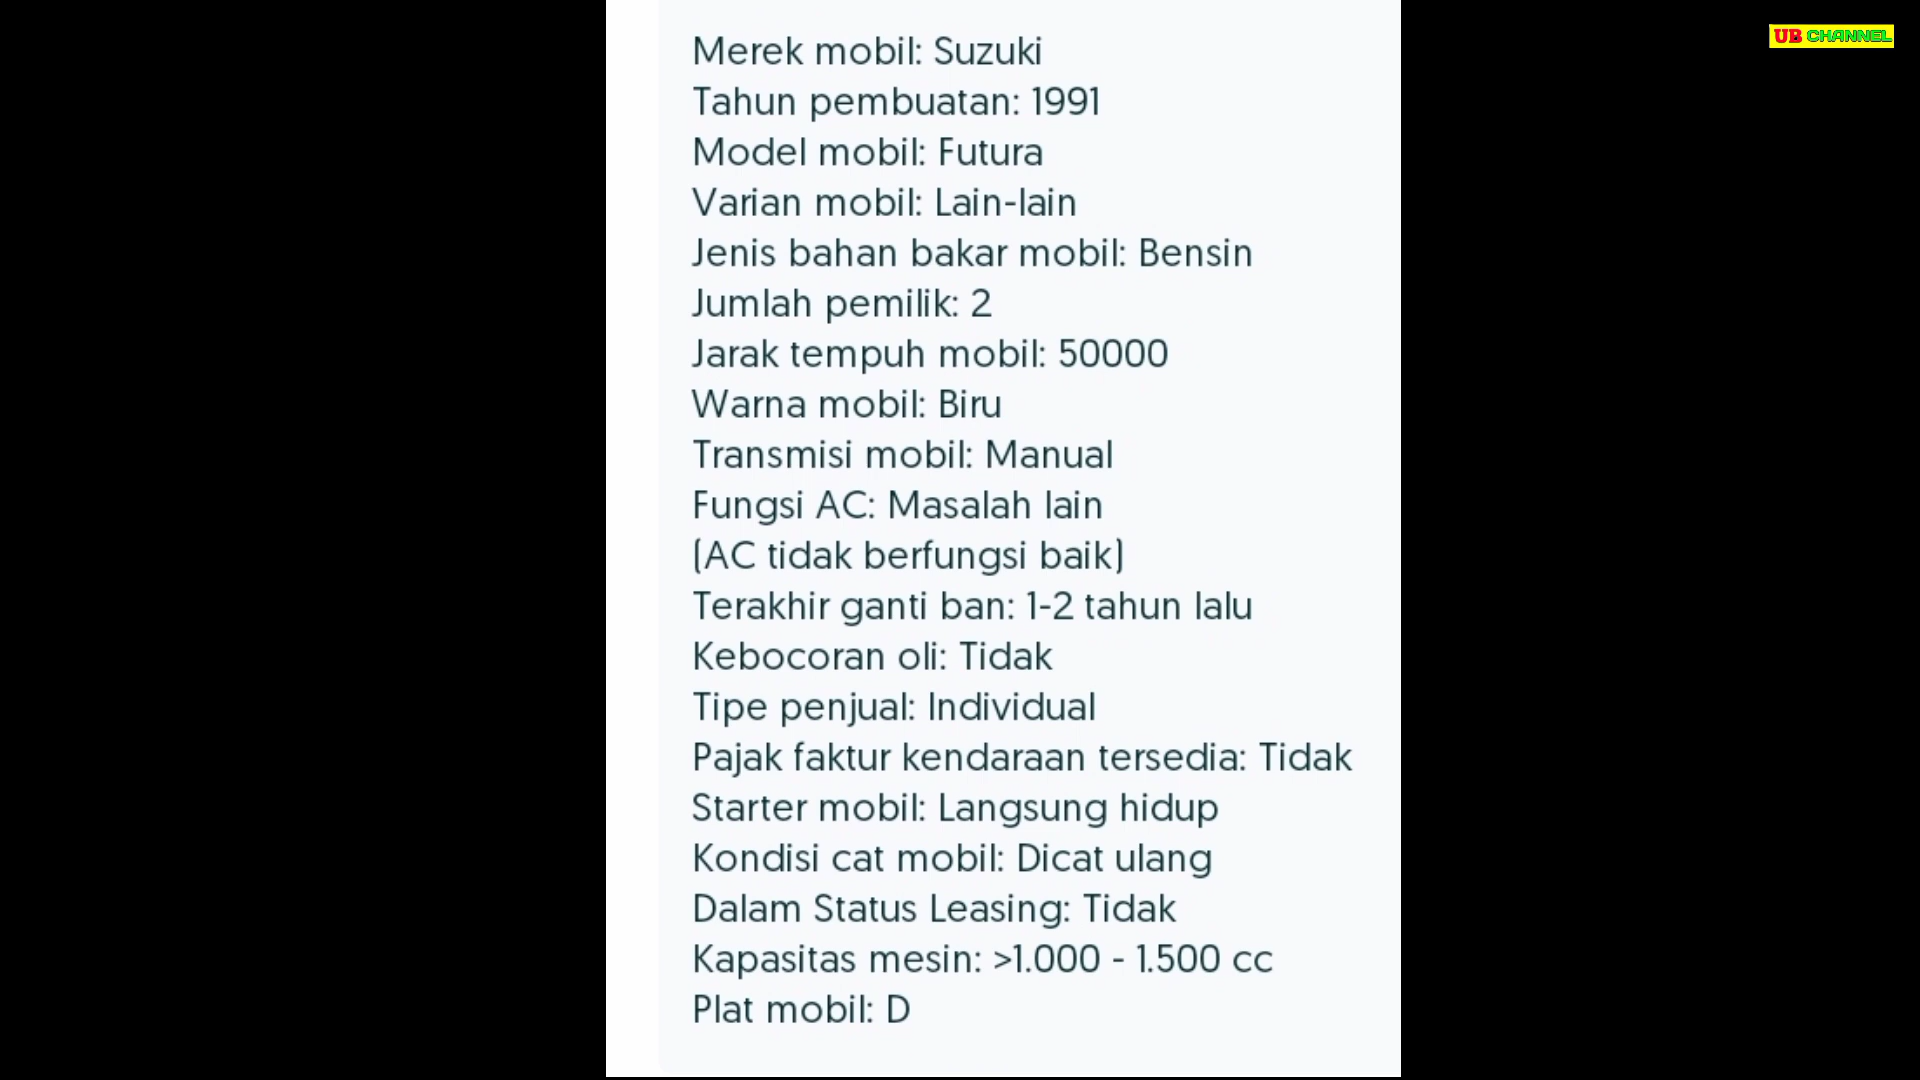 Merek mobil: Suzuki
Tahun pembuatan: 1991
Model mobil: Futura
Varian mobil: Lain-lain
Jenis bahan bakar mobil: Bensin
Jumlah pemilik: 2
Jarak tempuh mobil: 50000
Warna mobil: Biru
Transmisi mobil: Manual
Fungsi AC: Masalah lain
(AC tidak berfungsi baik)
Terakhir ganti ban: 1-2 tahun lalu
Kebocoran oli: Tidak
Tipe penjual: Individual
Pajak faktur kendaraan tersedia: Tidak
Starter mobil: Langsung hidup
Kondisi cat mobil: Dicat ulang
Dalam Status Leasing: Tidak
Kapasitas mesin: >1.000 - 1.500 cc
Plat mobil: D
UB CHANNEL